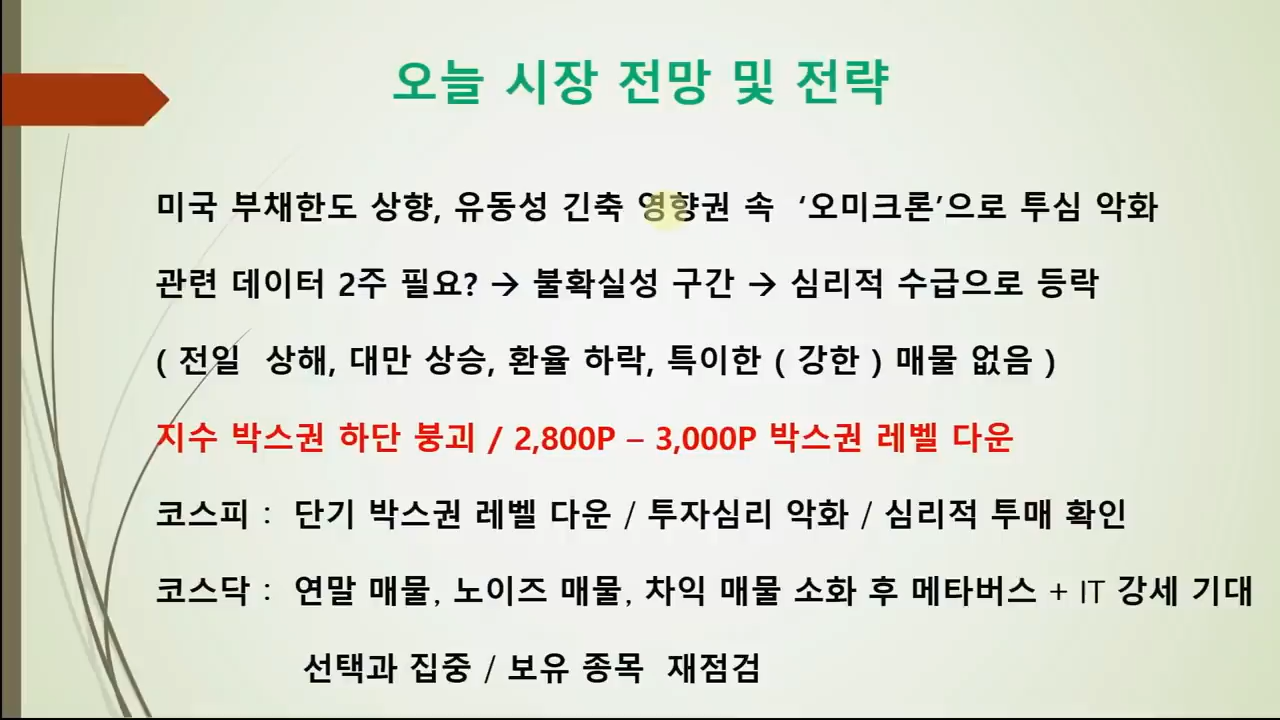 오늘 시장 전망 및 전략
미국 부채한도 상향, 유동성 긴축 영향권 속 ‘오미크론’으로 투심 악화
관련 데이터 2주 필요? → 불확실성 구간 → 심리적 수급으로 등락
( 전일 상해, 대만 상승, 환율 하락, 특이한 ( 강한 ) 매물 없음 )
지수 박스권 하단 붕괴 / 2,800P – 3,000P 박스권 레벨 다운
코스피 : 단기 박스권 레벨 다운 / 투자심리 악화 / 심리적 투매 확인
코스닥 : 연말 매물, 노이즈 매물, 차익 매물 소화 후 메타버스 + IT 강세 기대
선택과 집중 / 보유 종목 재점검